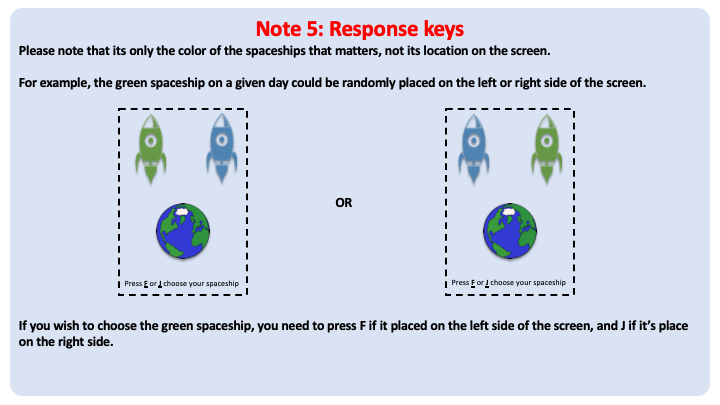 Note 5: Response keys
Please note that its only the color of the spaceships that matters, not its location on the screen.
For example, the green spaceship on a given day could be randomly placed on the left or right side of the screen.
OR
Press F or J choose your spaceship
Press F or J choose your spaceship
If you wish to choose the green spaceship, you need to press F if it placed on the left side of the screen, and J if it's place
on the right side.